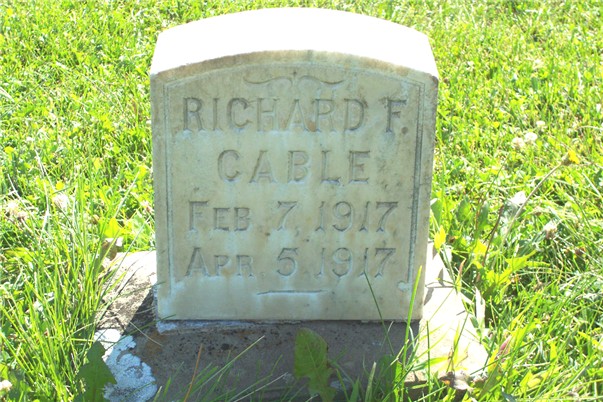 RICHARD F.
CABLE
FEB. 7, 1917
APR. 5, 1917